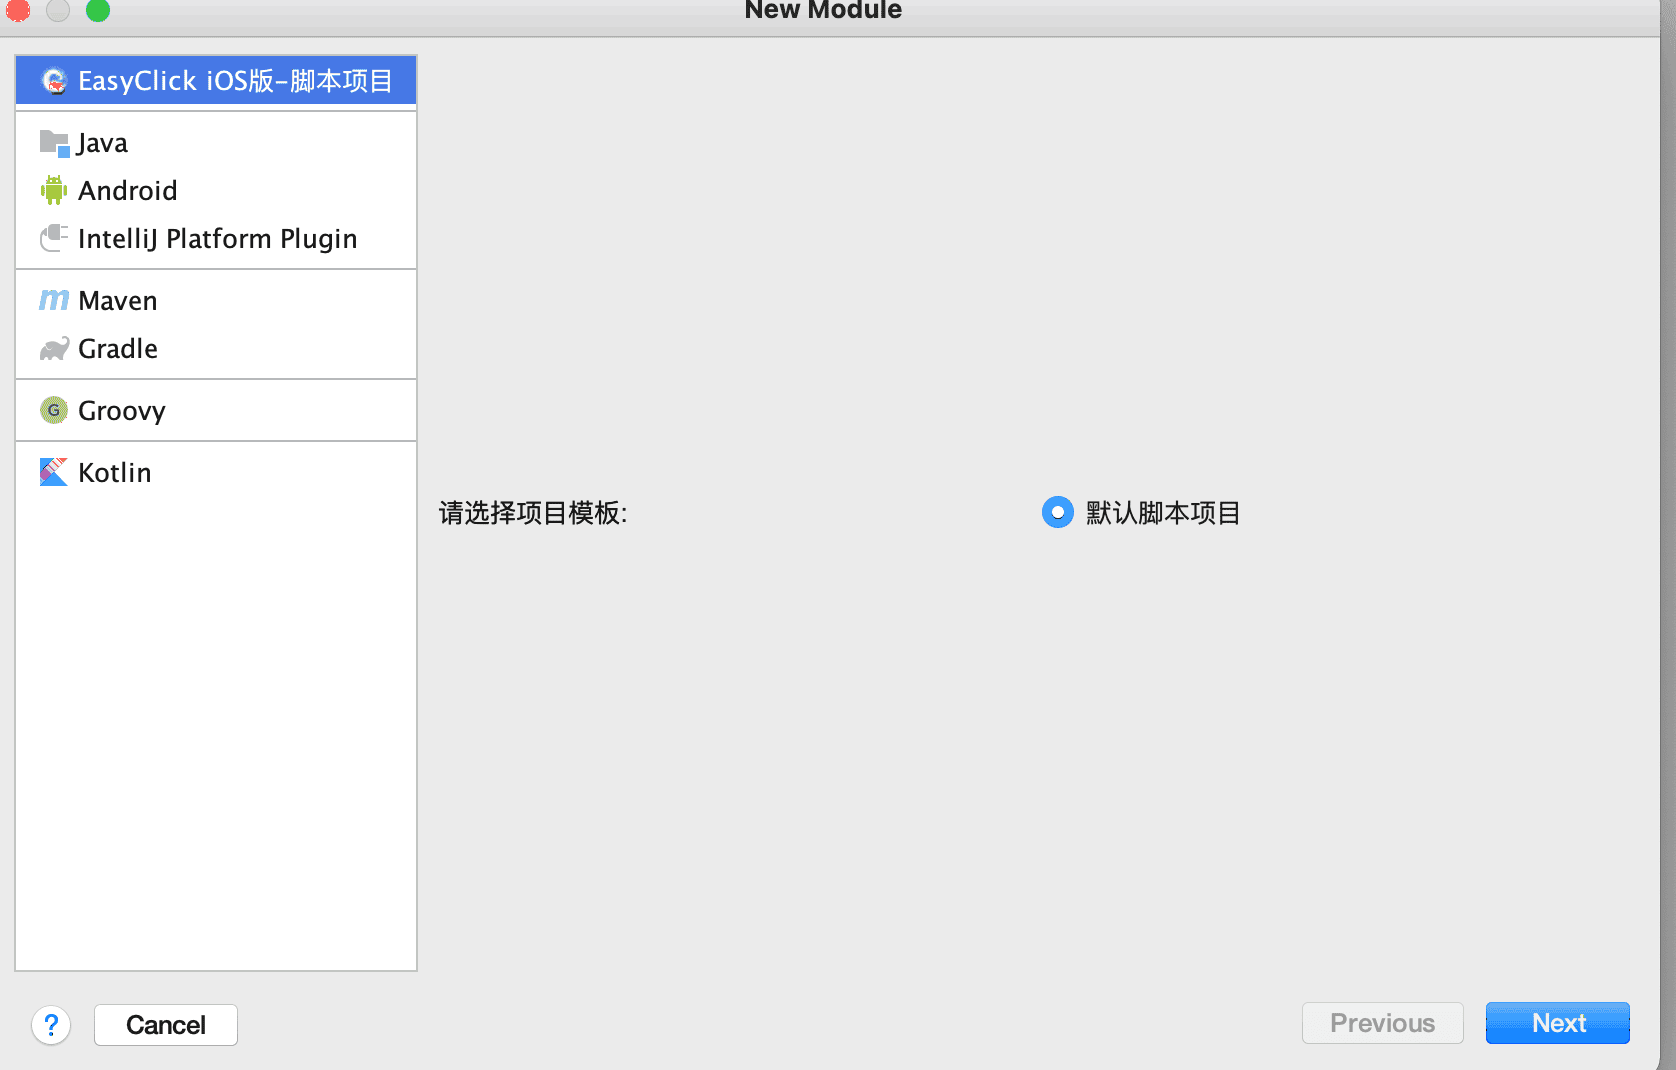 New Module
EasyClick iOS版-脚本项目
Java
Android
IntelliJ Platform Plugin
Maven
Gradle
G
Groovy
Kotlin
请选择项目模板:
默认脚本项目
?
Cancel
Previous
Next